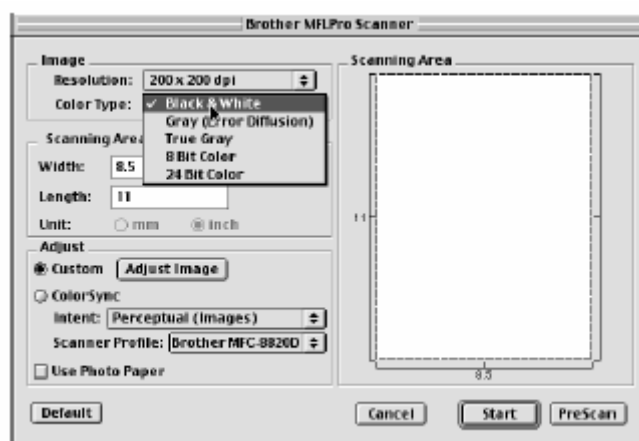 Brother MFLPro Scanner
Image
Resolution: 200 x 200 dpi
Color Type: ✓ Black & White
Gray (Error Diffusion)
True Gray
8 Bit Color
24 Bit Color
Scanning Area
Width: 8.5
Length: 11
Unit: mm inch
Adjust
Custom Adjust Image
ColorSync
Intent: Perceptual (Images)
Scanner Profile: Brother MFC-8820D
Use Photo Paper
Default
Scanning Area
11
8.5
Cancel Start PreScan